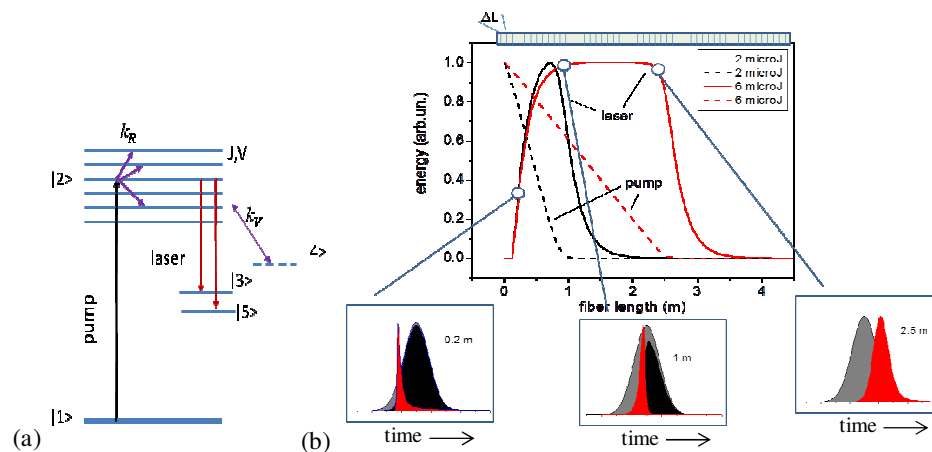 k_R
J,V
|2>
k_V
laser
|3>
|5>
pump
|1>
(a)
ΔL
energy (arb.un.)
1.0
0.8
0.6
0.4
0.2
0.0
2 microJ
2 microJ
6 microJ
6 microJ
laser
pump
0
1
2
3
4
fiber length (m)
0.2 m
1 m
2.5 m
(b)
time
time
time